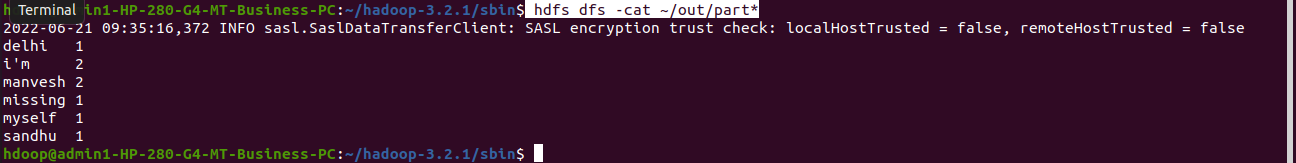 Terminal
h admin1-HP-280-G4-MT-Business-PC:~/hadoop-3.2.1/sbin$ hdfs dfs -cat ~/out/part*
2022-06-21 09:35:16,372 INFO sasl.SaslDataTransferClient: SASL encryption trust check: localHostTrusted = false, remoteHostTrusted = false
delhi 1
i'm 2
manvesh 2
missing 1
myself 1
sandhu 1
hdoop@admin1-HP-280-G4-MT-Business-PC:~/hadoop-3.2.1/sbin$